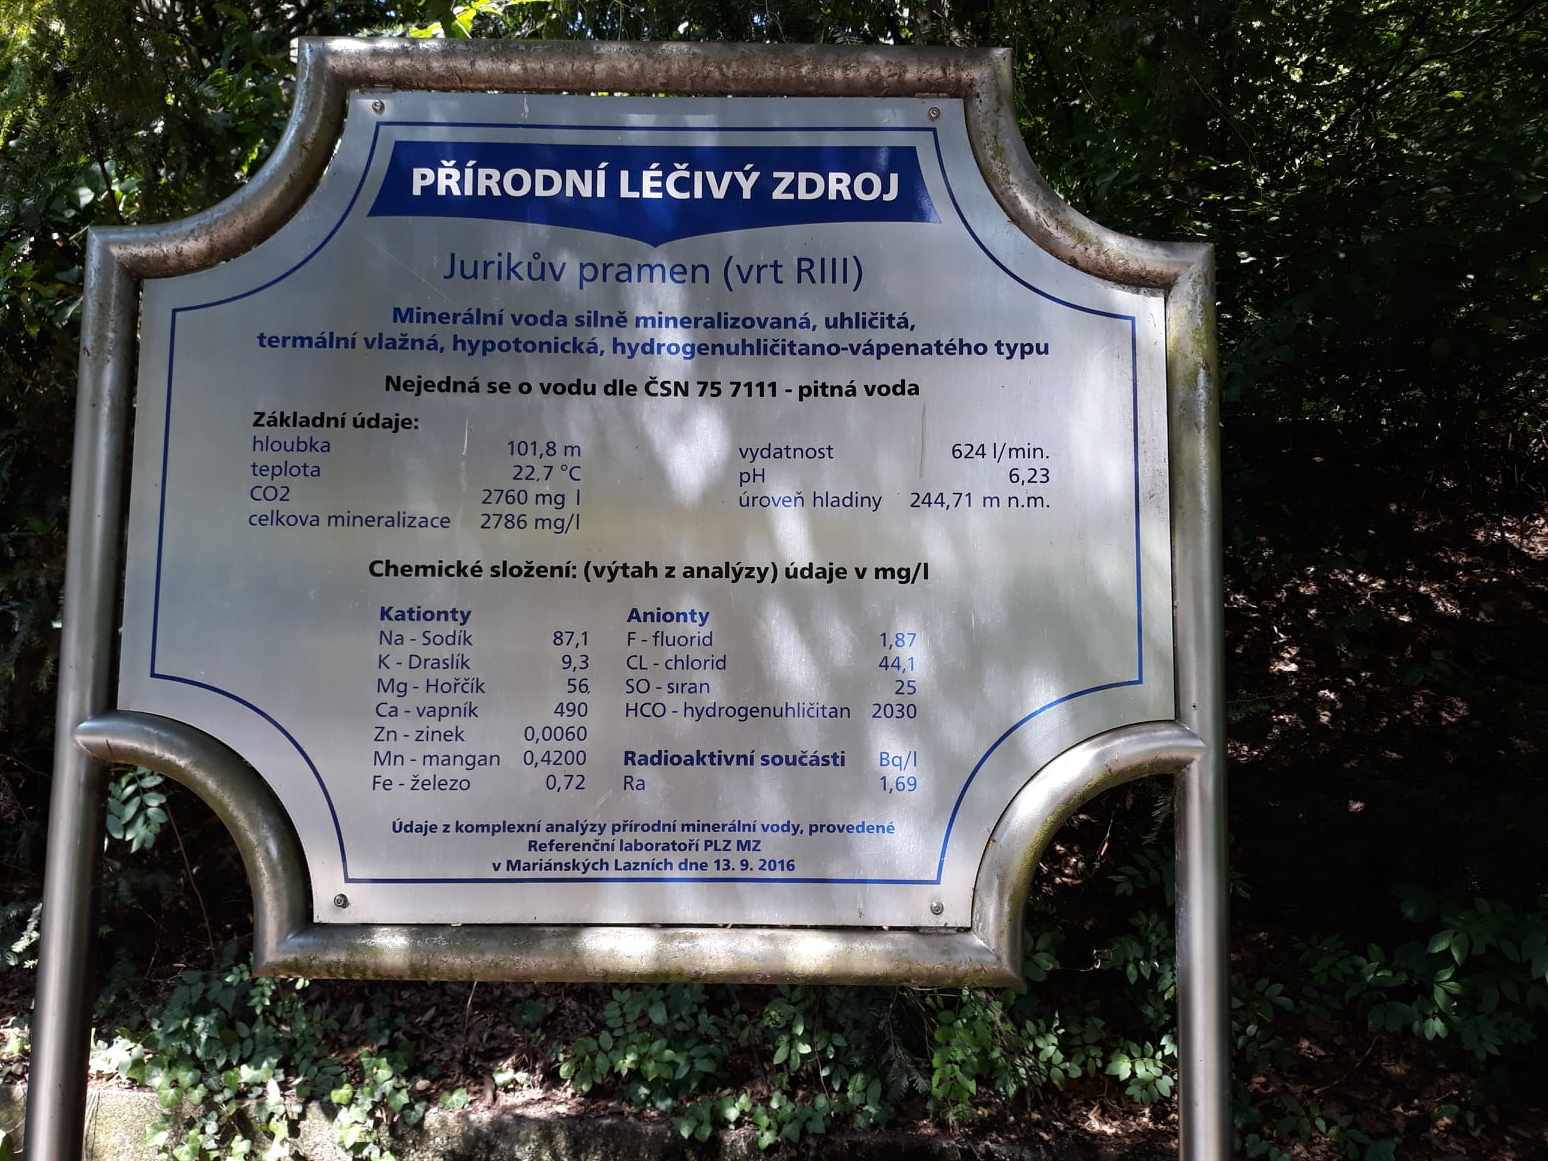 PŘÍRODNÍ LÉČIVÝ ZDROJ
Jurikův pramen (vrt RIII)
Minerální voda silně mineralizovaná, uhličitá,
termální vlažná, hypotonická, hydrogenuhličitano-vápenatého typu
Nejedná se o vodu dle ČSN 75 7111 - pitná voda
Základní údaje:
hloubka 101,8 m vydatnost 624 l/min.
teplota 22,7 °C pH 6,23
CO2 2760 mg l úroveň hladiny 244,71 m n.m.
celkova mineralizace 2786 mg/l
Chemické složení: (výtah z analýzy) údaje v mg/l
Kationty Anionty
Na - Sodík 87,1 F - fluorid 1,87
K - Draslík 9,3 CL - chlorid 44,1
Mg - Hořčík 56 SO - sıran 25
Ca - vapník 490 HCO - hydrogenuhličitan 2030
Zn - zinek 0,0060
Mn - mangan 0,4200 Radioaktivní součásti Bq/l
Fe - železo 0,72 Ra 1,69
Údaje z komplexní analýzy přírodní minerální vody, provedené
Referenční laboratoří PLZ MZ
v Mariánských Lazních dne 13. 9. 2016